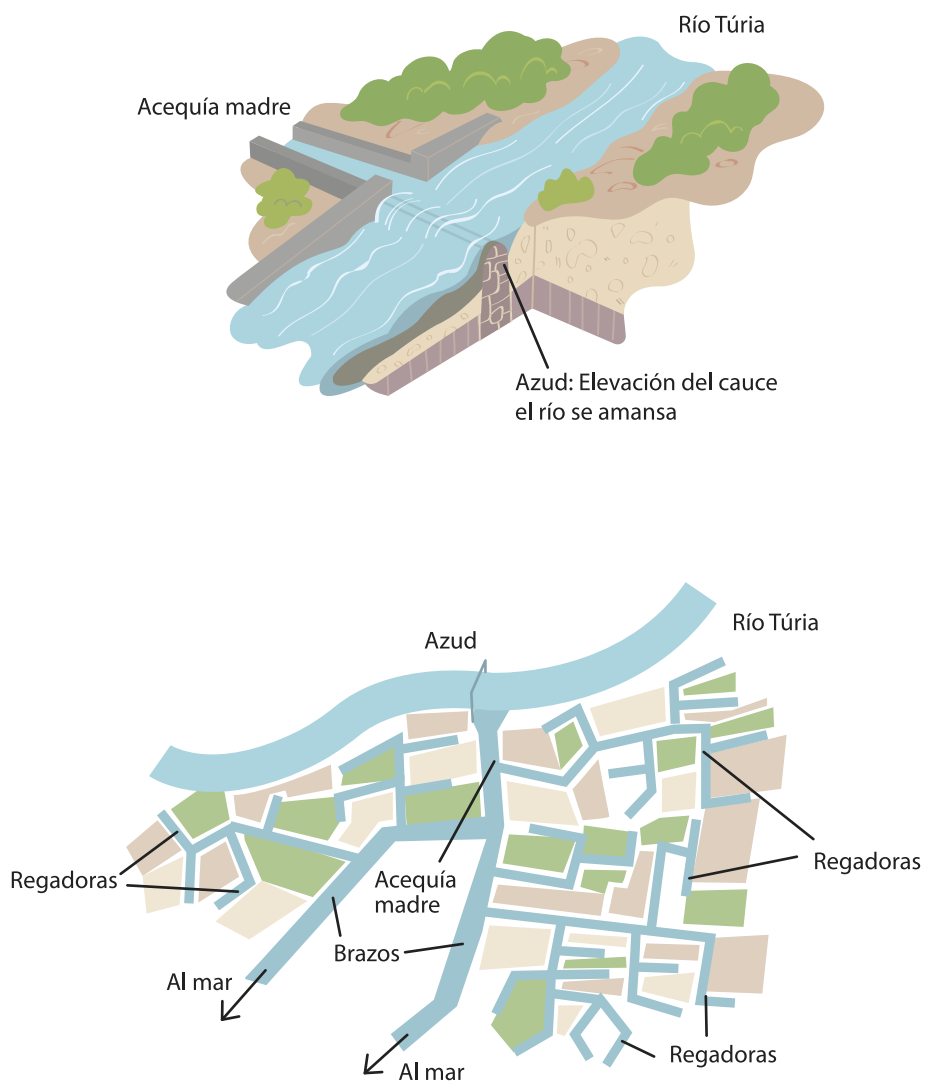 Río Túria
Acequía madre
Azud: Elevación del cauce
el río se amansa
Río Túria
Azud
Regadoras
Regadoras
Acequía
madre
Brazos
Al mar
Regadoras
Al mar